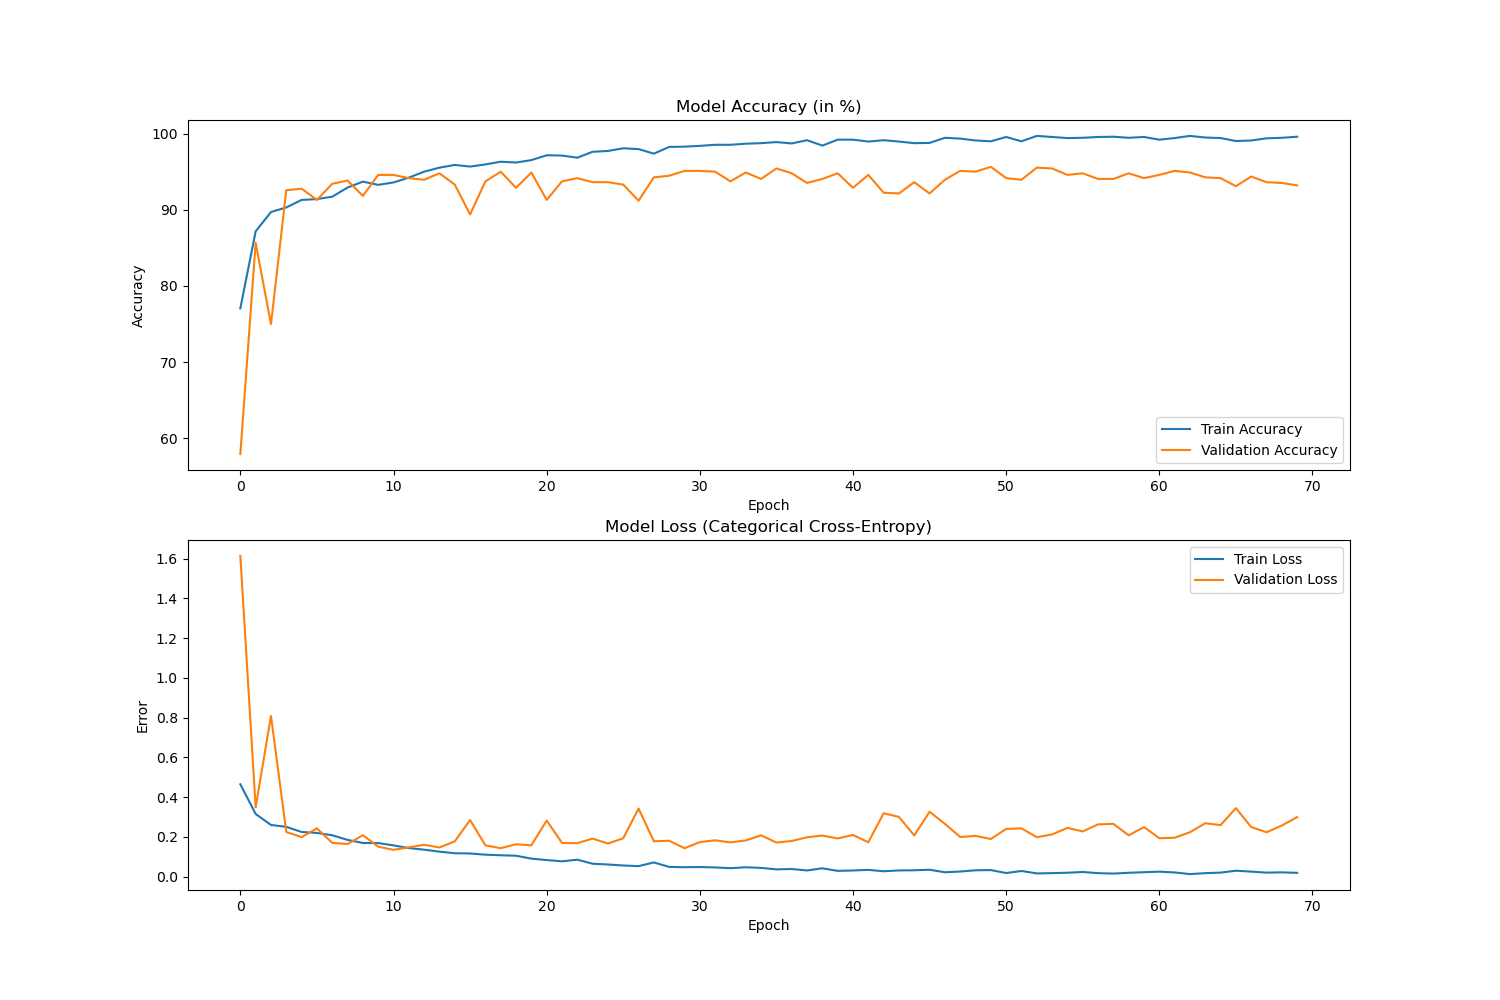 Model Accuracy (in %)
100
90
80
70
60
Accuracy
Train Accuracy
Validation Accuracy
0 10 20 30 40 50 60 70
Epoch
Model Loss (Categorical Cross-Entropy)
1.6
1.4
1.2
1.0
0.8
0.6
0.4
0.2
0.0
Error
Train Loss
Validation Loss
0 10 20 30 40 50 60 70
Epoch